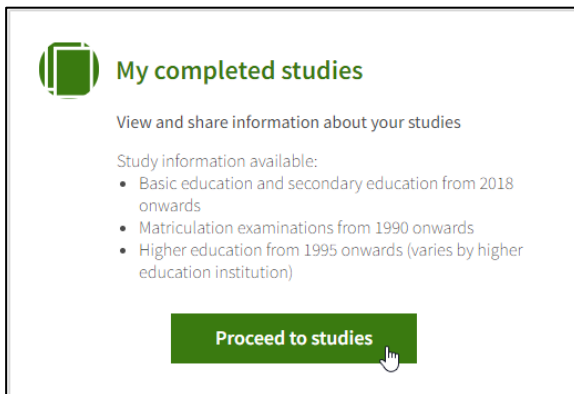 My completed studies
View and share information about your studies
Study information available:
• Basic education and secondary education from 2018
onwards
• Matriculation examinations from 1990 onwards
• Higher education from 1995 onwards (varies by higher
education institution)
Proceed to studies